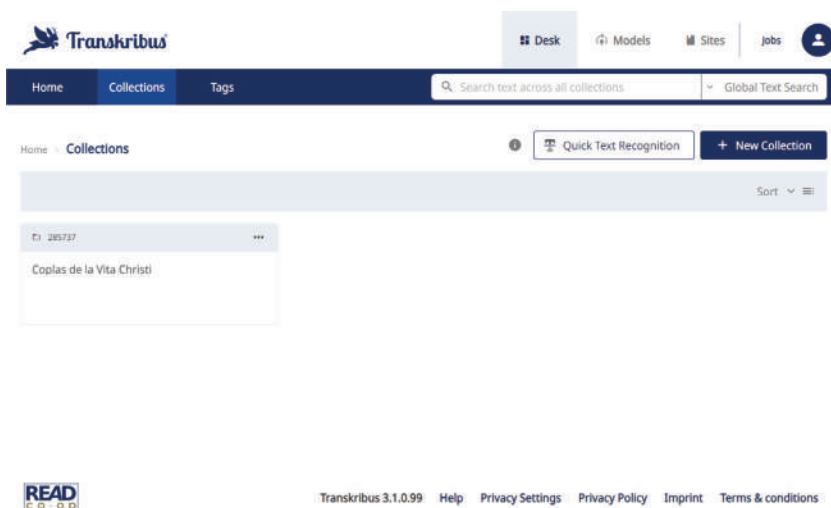 Transkribus
Desk Models Sites Jobs
Home Collections Tags Search text across all collections Global Text Search
Home Collections Quick Text Recognition + New Collection
Sort
285737 •••
Coplas de la Vita Christi
READ
Transkribus 3.1.0.99 Help Privacy Settings Privacy Policy Imprint Terms & conditions